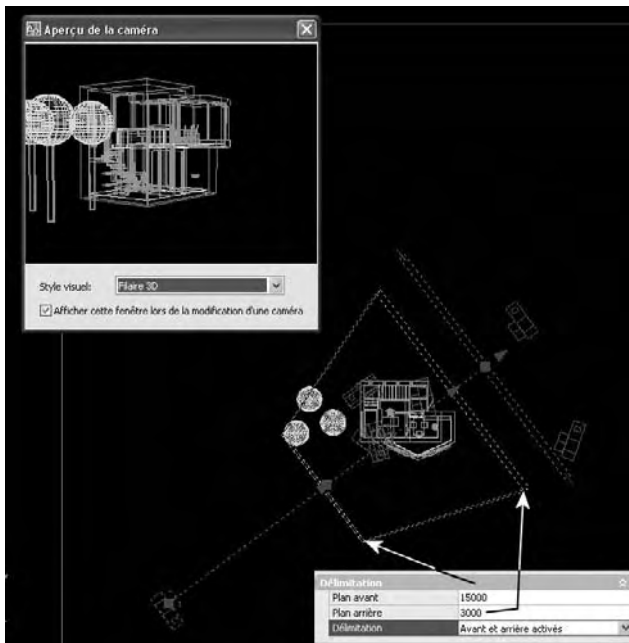 Aperçu de la caméra
Style visuel: Filaire 3D
Afficher cette fenêtre lors de la modification d'une caméra
Délimitation
Plan avant 15000
Plan arrière 3000
Délimitation Avant et arrière activés